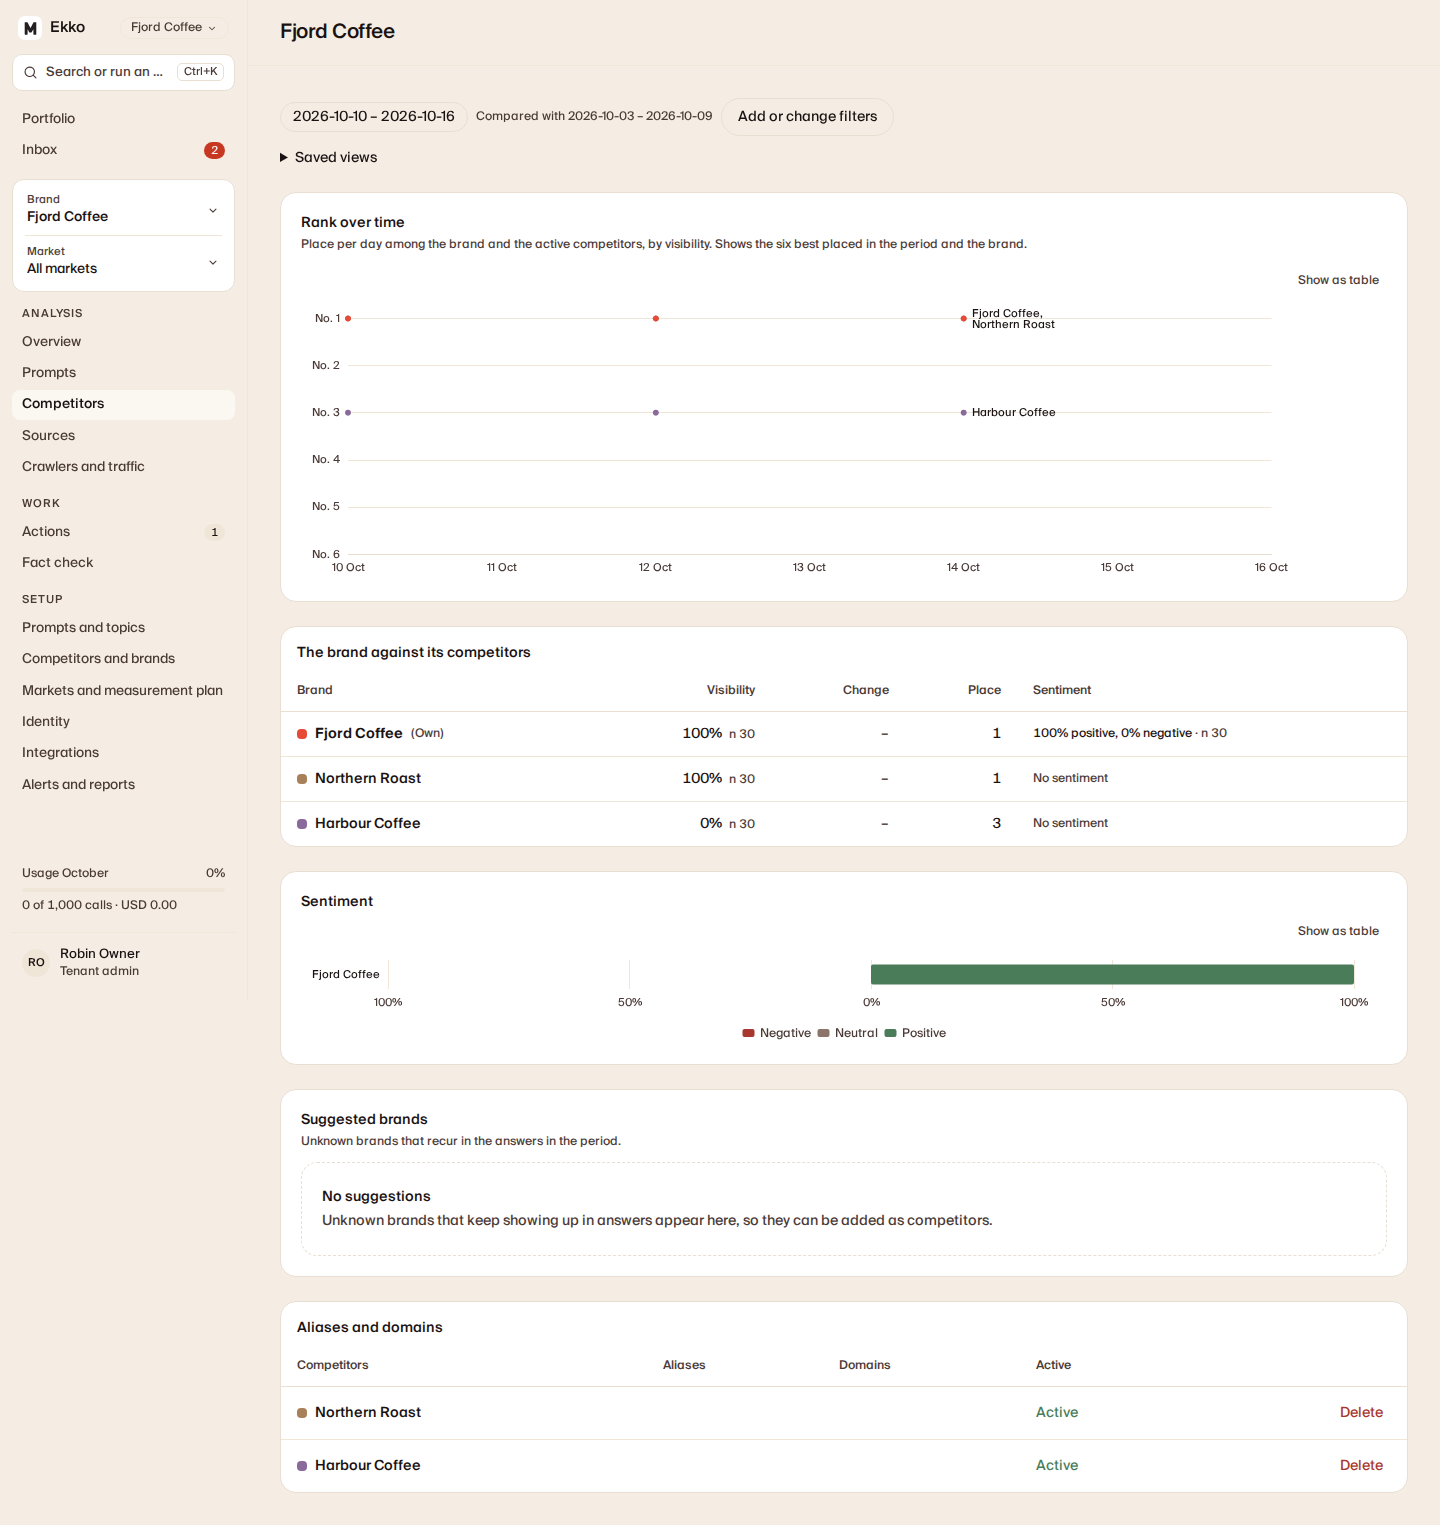 Ekko
Fjord Coffee
Search or run an ...
Ctrl+K
Portfolio
Inbox
2
Brand
Fjord Coffee
Market
All markets
ANALYSIS
Overview
Prompts
Competitors
Sources
Crawlers and traffic
WORK
Actions
1
Fact check
SETUP
Prompts and topics
Competitors and brands
Markets and measurement plan
Identity
Integrations
Alerts and reports
Usage October
0%
0 of 1,000 calls · USD 0.00
RO
Robin Owner
Tenant admin
Fjord Coffee
2026-10-10 – 2026-10-16
Compared with 2026-10-03 – 2026-10-09
Add or change filters
Saved views
Rank over time
Place per day among the brand and the active competitors, by visibility. Shows the six best placed in the period and the brand.
Show as table
No. 1
Fjord Coffee,
Northern Roast
No. 2
No. 3
Harbour Coffee
No. 4
No. 5
No. 6
10 Oct 11 Oct 12 Oct 13 Oct 14 Oct 15 Oct 16 Oct
The brand against its competitors
Brand Visibility Change Place Sentiment
Fjord Coffee (Own) 100% n 30 – 1 100% positive, 0% negative · n 30
Northern Roast 100% n 30 – 1 No sentiment
Harbour Coffee 0% n 30 – 3 No sentiment
Sentiment
Show as table
Fjord Coffee
100% 50% 0% 50% 100%
Negative Neutral Positive
Suggested brands
Unknown brands that recur in the answers in the period.
No suggestions
Unknown brands that keep showing up in answers appear here, so they can be added as competitors.
Aliases and domains
Competitors Aliases Domains Active
Northern Roast Active Delete
Harbour Coffee Active Delete